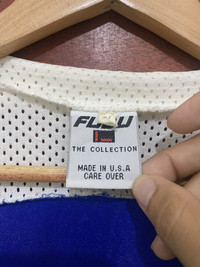 FUBU
THE COLLECTION
MADE IN U.S.A
CARE OVER